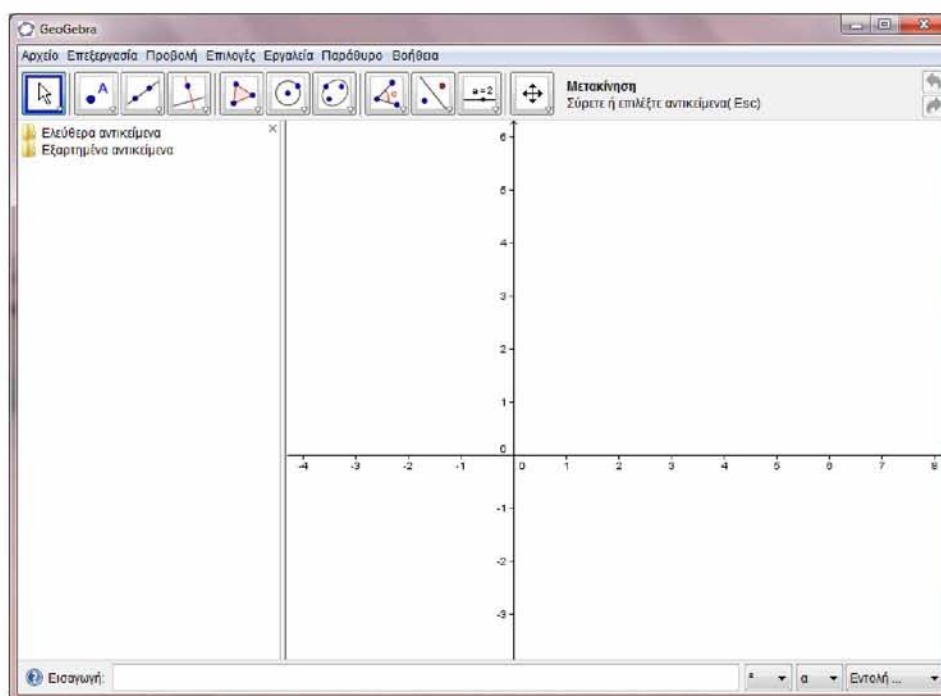 GeoGebra
Αρχείο Επεξεργασία Προβολή Επιλογές Εργαλεία Παράθυρο Βοήθεια
A
α
a=2
Μετακίνηση
Σύρετε ή επιλέξτε αντικείμενα( Esc)
Ελεύθερα αντικείμενα
Εξαρτημένα αντικείμενα
6
5
4
3
2
1
0
-4 -3 -2 -1 0 1 2 3 4 5 6 7 8
-1
-2
-3
Εισαγωγή:
α
Εντολή ...